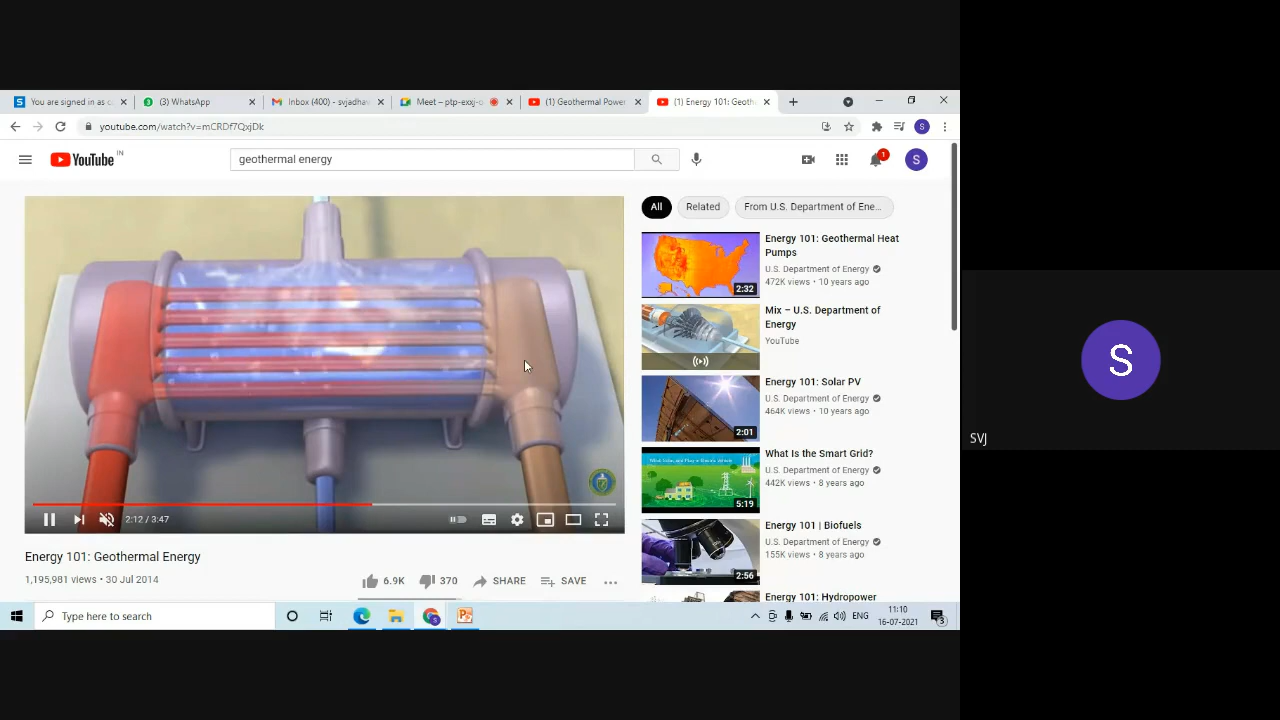 You are signed in as c
(3) WhatsApp
Inbox (400) - svjadhav
Meet – ptp-exxj-c
(1) Geothermal Power
(1) Energy 101: Geoth
youtube.com/watch?v=mCRDf7QxjDk
S
YouTube IN
geothermal energy
1
S
All
Related
From U.S. Department of Ene...
Energy 101: Geothermal Heat
Pumps
U.S. Department of Energy
472K views • 10 years ago
2:32
Mix – U.S. Department of
Energy
YouTube
Energy 101: Solar PV
U.S. Department of Energy
464K views • 10 years ago
2:01
What Is the Smart Grid?
U.S. Department of Energy
442K views • 8 years ago
5:19
Energy 101 | Biofuels
U.S. Department of Energy
155K views • 8 years ago
2:56
Energy 101: Hydropower
2:12 / 3:47
Energy 101: Geothermal Energy
1,195,981 views • 30 Jul 2014
6.9K
370
SHARE
SAVE
Type here to search
ENG
11:10
16-07-2021
3
S
SVJ